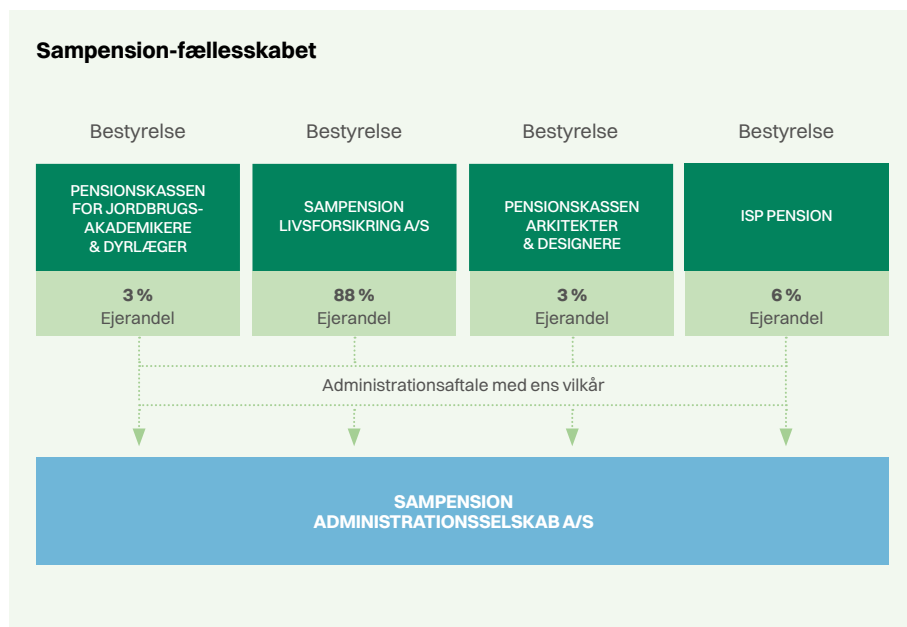 Sampension-fællesskabet
Bestyrelse
PENSIONSKASSEN
FOR JORDBRUGS-
AKADEMIKERE
& DYRLÆGER
3 %
Ejerandel
Bestyrelse
SAMPENSION
LIVSFORSIKRING A/S
88 %
Ejerandel
Bestyrelse
PENSIONSKASSEN
ARKITEKTER
& DESIGNERE
3 %
Ejerandel
Bestyrelse
ISP PENSION
6 %
Ejerandel
Administrationsaftale med ens vilkår
SAMPENSION
ADMINISTRATIONSSELSKAB A/S